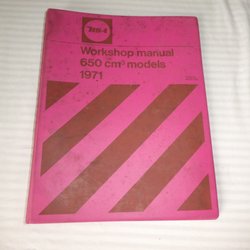 BSA
Workshop manual
650 cm³ models
1971